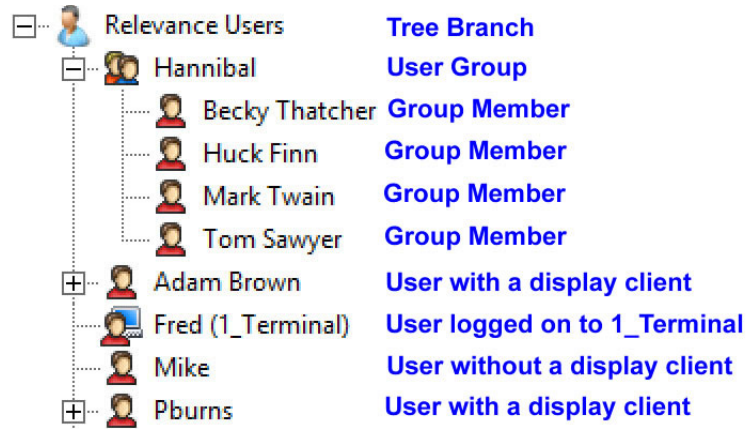 Relevance Users Tree Branch
Hannibal User Group
Becky Thatcher Group Member
Huck Finn Group Member
Mark Twain Group Member
Tom Sawyer Group Member
Adam Brown User with a display client
Fred (1_Terminal) User logged on to 1_Terminal
Mike User without a display client
Pburns User with a display client